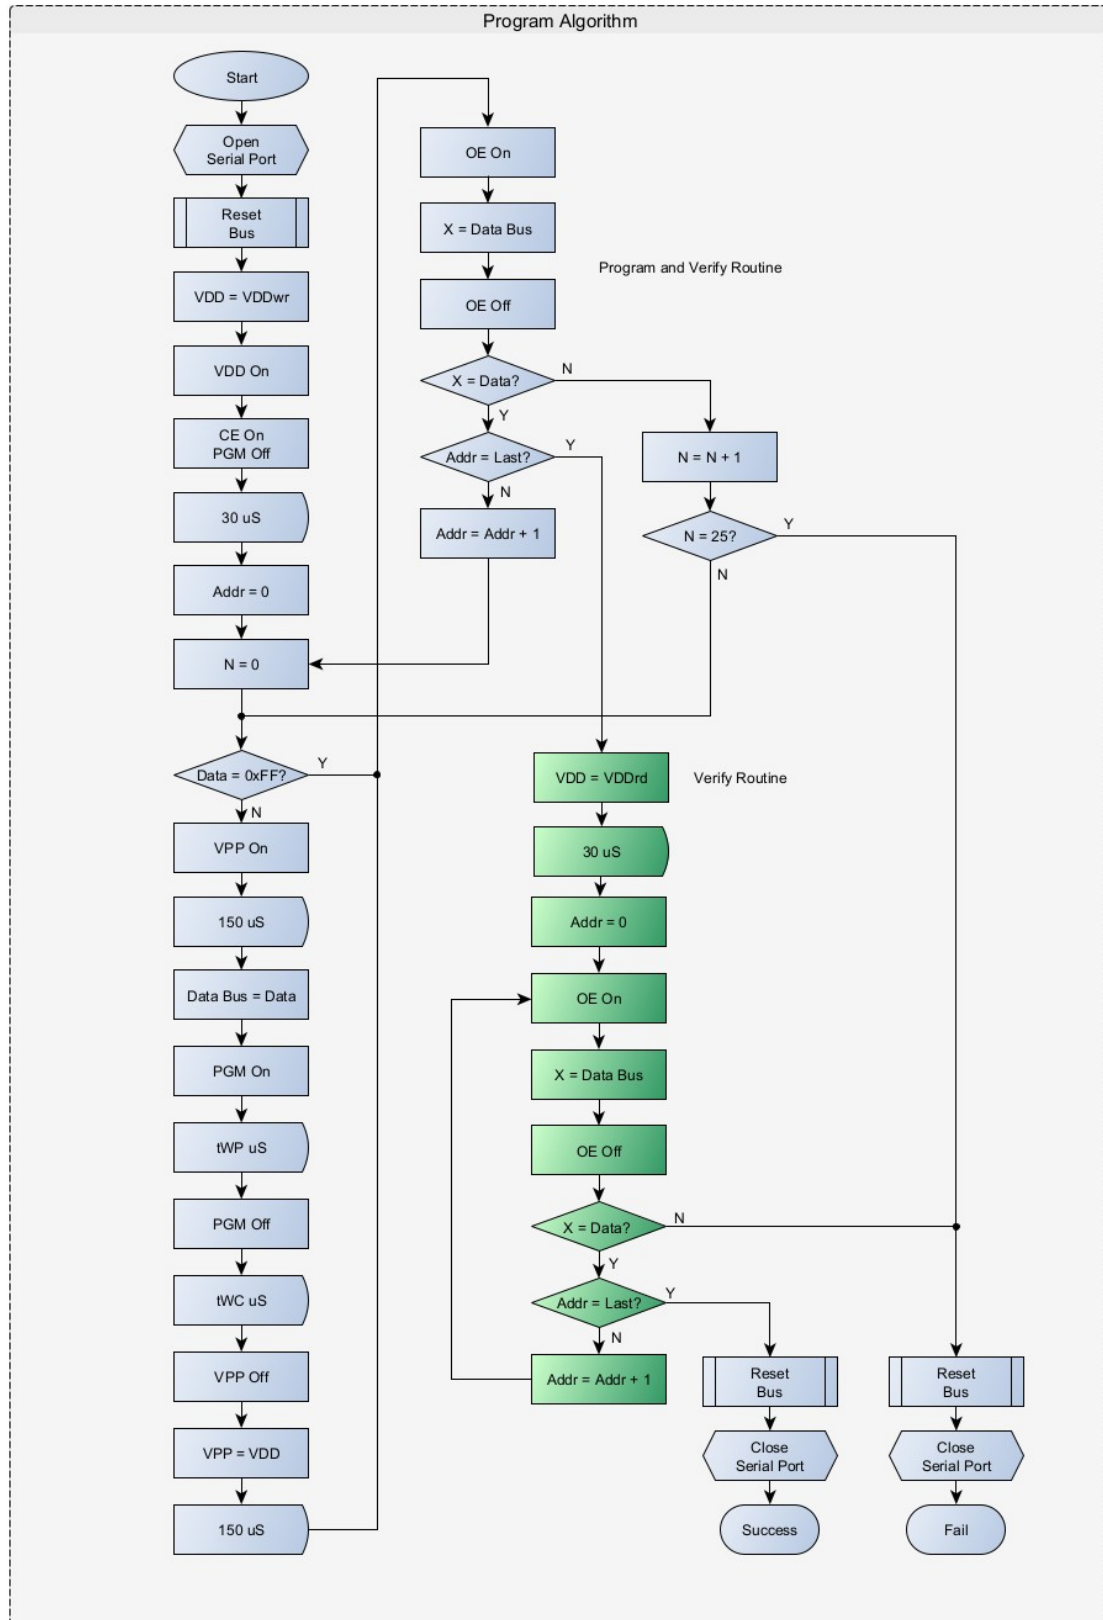 Program Algorithm
Start
Open
Serial Port
Reset
Bus
VDD = VDDwr
VDD On
CE On
PGM Off
30 uS
Addr = 0
N = 0
Data = 0xFF?
Y
N
VPP On
150 uS
Data Bus = Data
PGM On
tWP uS
PGM Off
tWC uS
VPP Off
VPP = VDD
150 uS
OE On
X = Data Bus
Program and Verify Routine
OE Off
X = Data?
N
Y
Addr = Last?
Y
N
Addr = Addr + 1
N = N + 1
N = 25?
Y
N
VDD = VDDrd
Verify Routine
30 uS
Addr = 0
OE On
X = Data Bus
OE Off
X = Data?
N
Y
Addr = Last?
Y
N
Addr = Addr + 1
Reset
Bus
Close
Serial Port
Success
Reset
Bus
Close
Serial Port
Fail